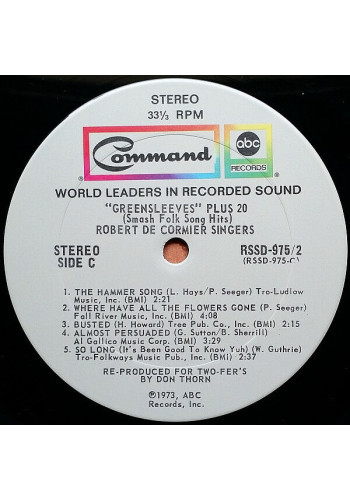 STEREO
33⅓ RPM
Command
abc
RECORDS
WORLD LEADERS IN RECORDED SOUND
"GREENSLEEVES" PLUS 20
(Smash Folk Song Hits)
ROBERT DE CORMIER SINGERS
STEREO RSSD-975/2
SIDE C (RSSD-975-C)
1. THE HAMMER SONG (L. Hays/P. Seeger) Tro-Ludlow
Music, Inc. (BMI) 2:21
2. WHERE HAVE ALL THE FLOWERS GONE (P. Seeger)
Fall River Music, Inc. (BMI) 4:08
3. BUSTED (H. Howard) Tree Pub. Co., Inc. (BMI) 2:15
4. ALMOST PERSUADED (G. Sutton/B. Sherrill)
Al Gallico Music Corp. (BMI) 3:29
5. SO LONG (It's Been Good To Know Yuh) (W. Guthrie)
Tro-Folkways Music Pub., Inc. (BMI) 2:37
RE-PRODUCED FOR TWO-FER'S
BY DON THORN
℗1973, ABC
Records, Inc.